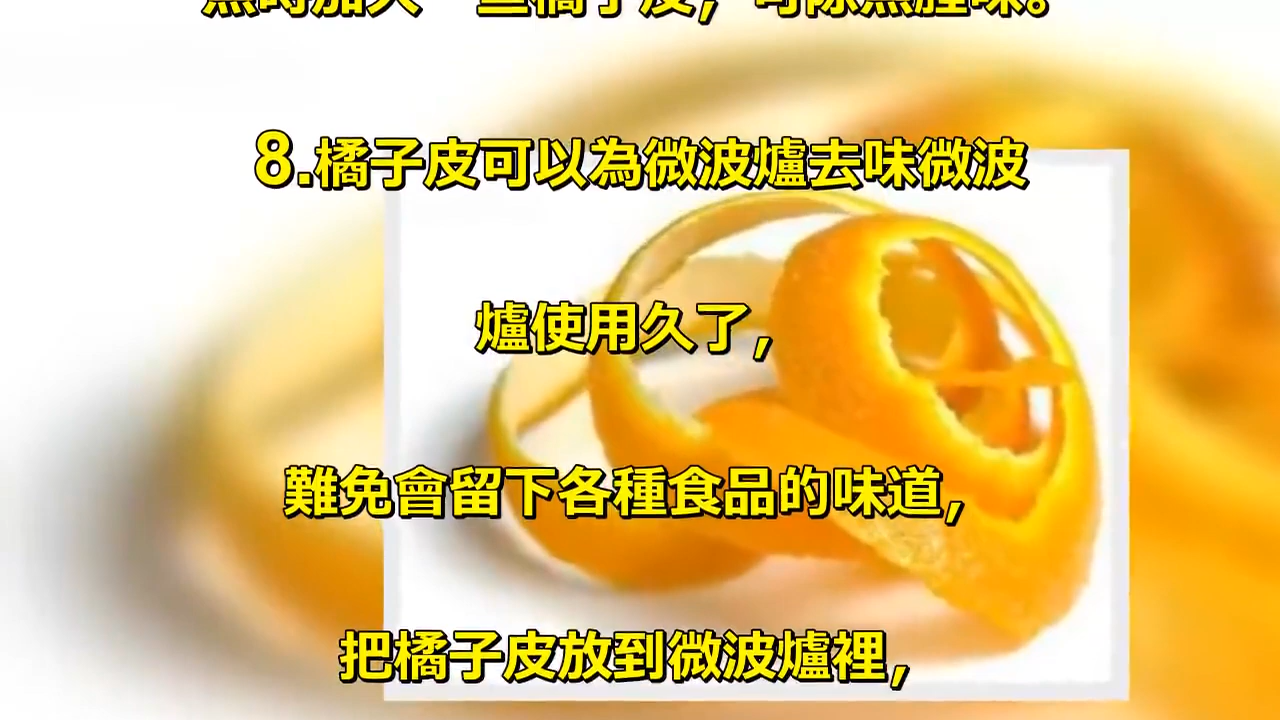 8.橘子皮可以為微波爐去味微波
爐使用久了，
難免會留下各種食品的味道，
把橘子皮放到微波爐裡，